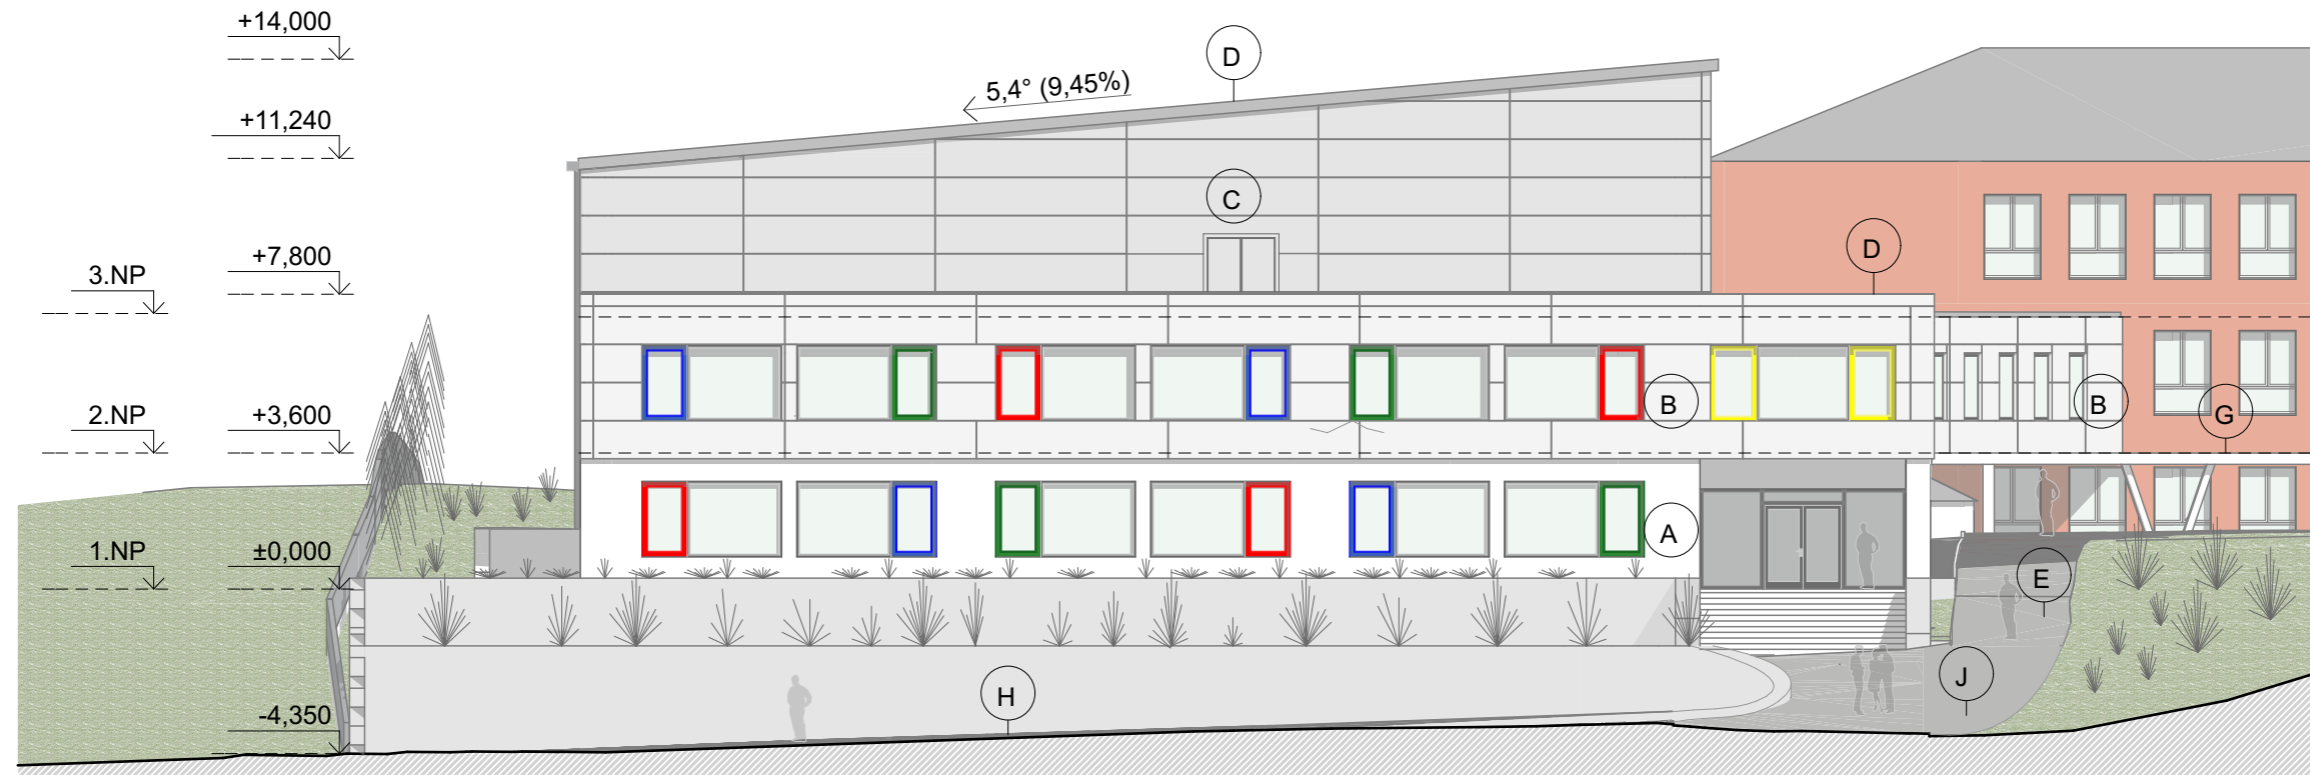 +14,000
D
5,4° (9,45%)
+11,240
C
D
3.NP
+7,800
2.NP
+3,600
B
B
G
A
1.NP
±0,000
E
J
H
-4,350